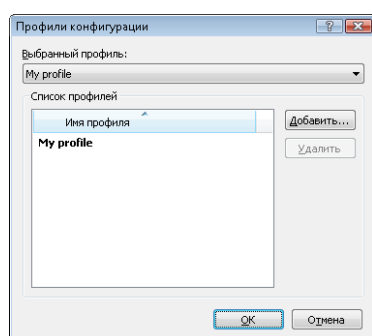 Профили конфигурации
Выбранный профиль:
My profile
Список профилей
Имя профиля
Добавить...
My profile
Удалить
OK
Отмена